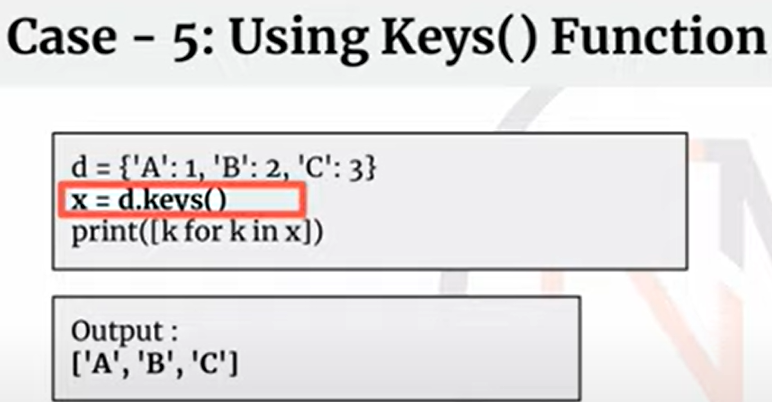 Case - 5: Using Keys() Function
d = {'A': 1, 'B': 2, 'C': 3}
x = d.keys()
print([k for k in x])
Output :
['A', 'B', 'C']